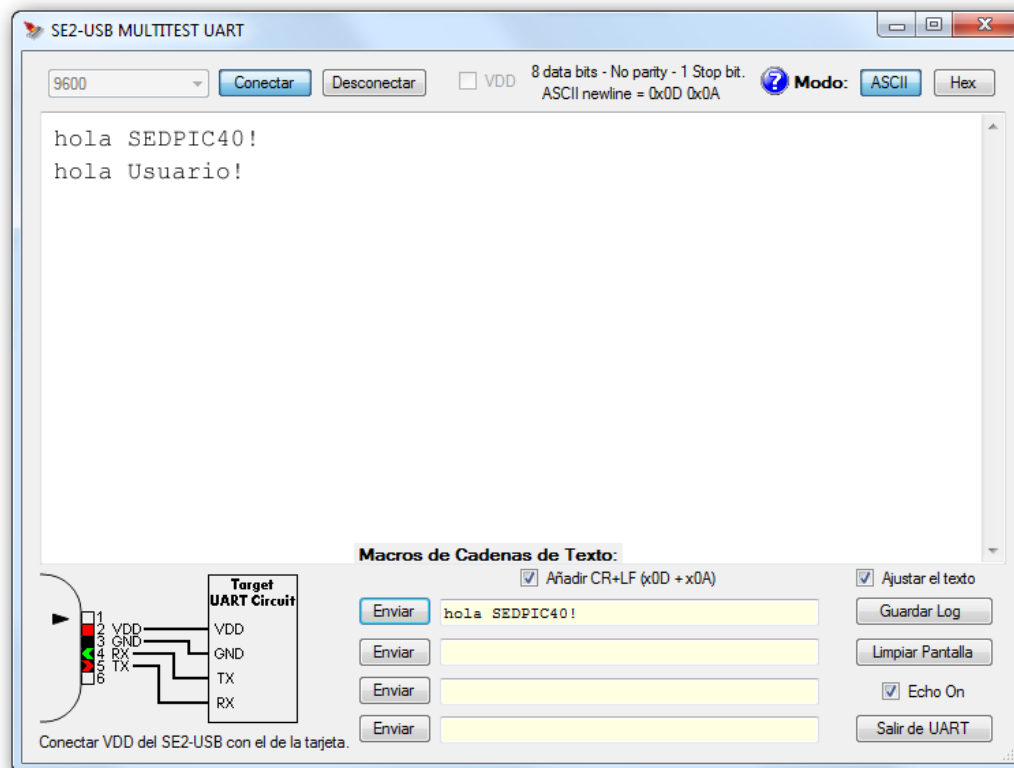 SE2-USB MULTITEST UART
9600 Conectar Desconectar VDD 8 data bits - No parity - 1 Stop bit. ? Modo: ASCII Hex
ASCII newline = 0x0D 0x0A
hola SEDPIC40!
hola Usuario!
Macros de Cadenas de Texto:
Añadir CR+LF (x0D + x0A) Ajustar el texto
Target
UART Circuit
1
2 VDD VDD
3 GND
4 RX GND
5 TX TX
6
RX
Enviar hola SEDPIC40! Guardar Log
Enviar Limpiar Pantalla
Enviar Echo On
Enviar Salir de UART
Conectar VDD del SE2-USB con el de la tarjeta.